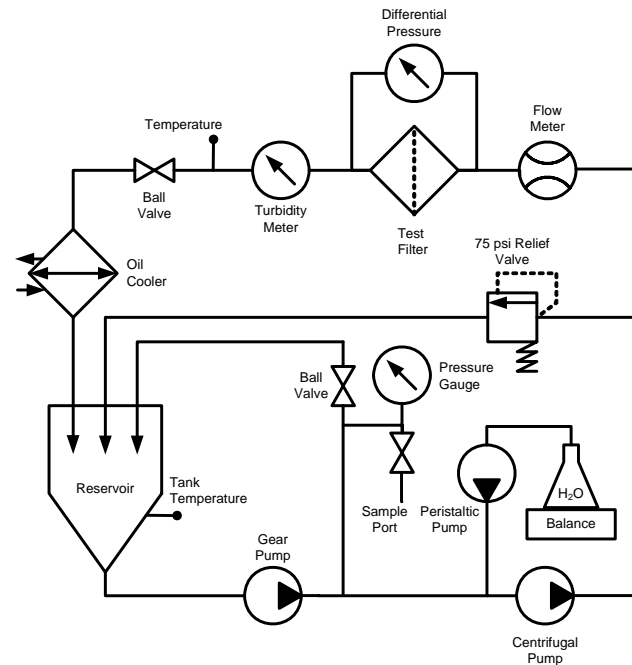 Differential
Pressure
Flow
Meter
Temperature
Ball
Valve
Turbidity
Meter
Test
Filter
75 psi Relief
Valve
Oil
Cooler
Ball
Valve
Pressure
Gauge
Reservoir
Tank
Temperature
Sample
Port
Peristaltic
Pump
H₂O
Balance
Gear
Pump
Centrifugal
Pump